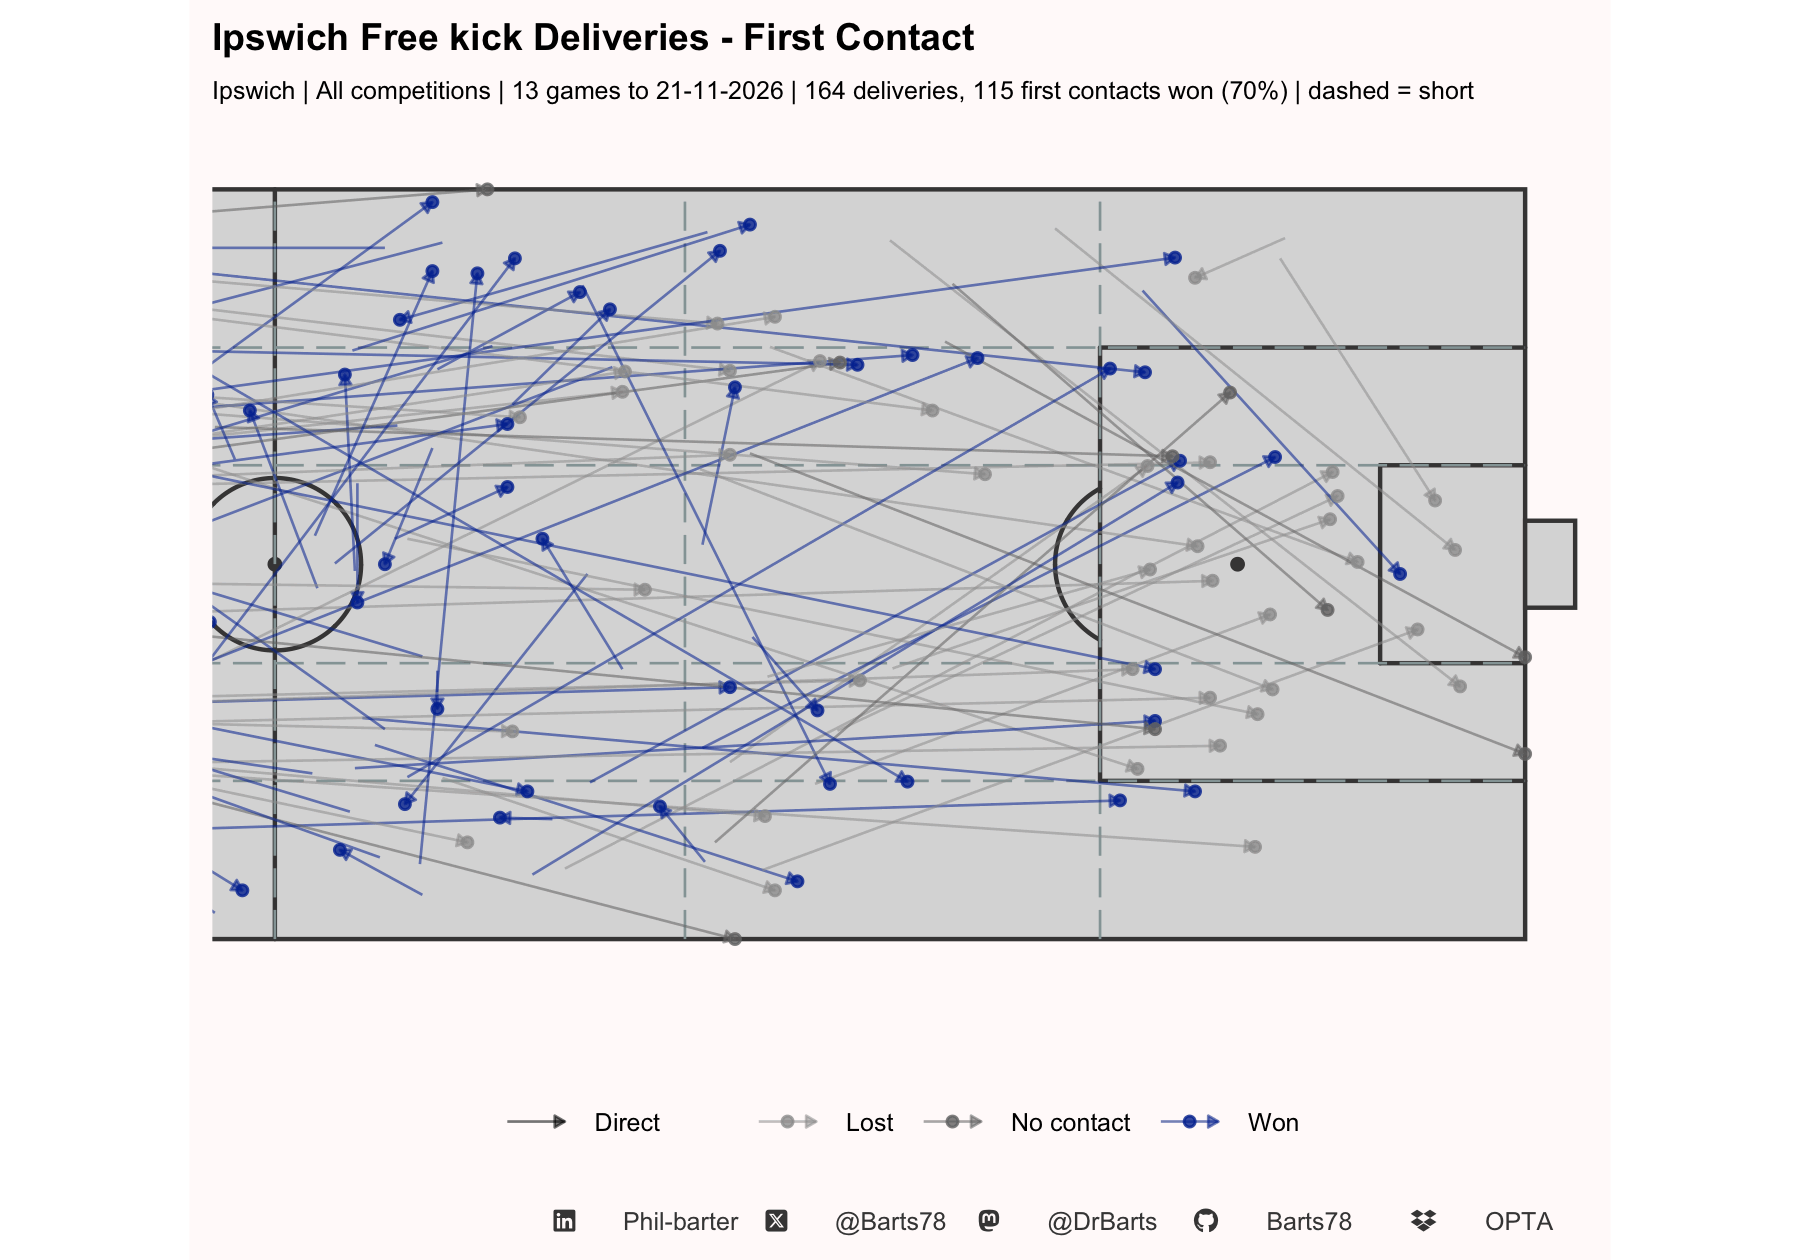 Ipswich Free kick Deliveries - First Contact
Ipswich | All competitions | 13 games to 21-11-2026 | 164 deliveries, 115 first contacts won (70%) | dashed = short
Direct Lost No contact Won
Phil-barter @Barts78 @DrBarts Barts78 OPTA